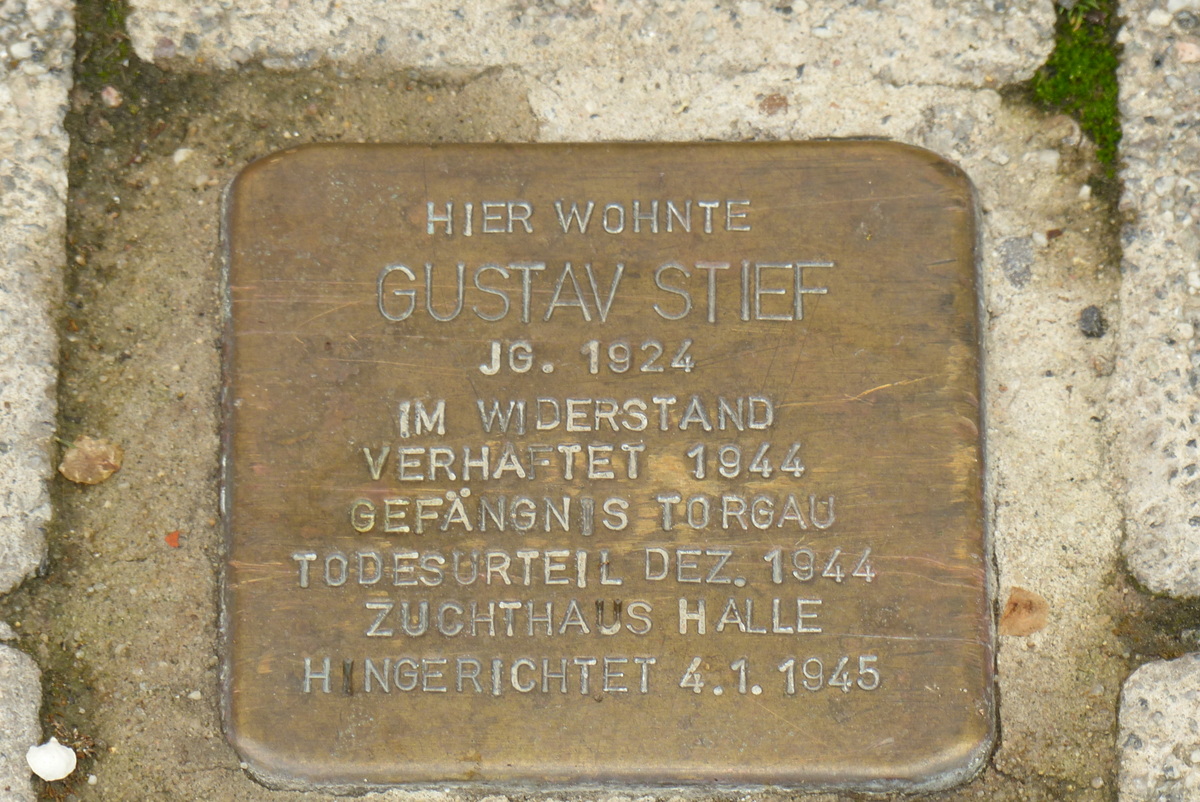 HIER WOHNTE
GUSTAV STIEF
JG. 1924
IM WIDERSTAND
VERHAFTET 1944
GEFÄNGNIS TORGAU
TODESURTEIL DEZ. 1944
ZUCHTHAUS HALLE
HINGERICHTET 4.1.1945